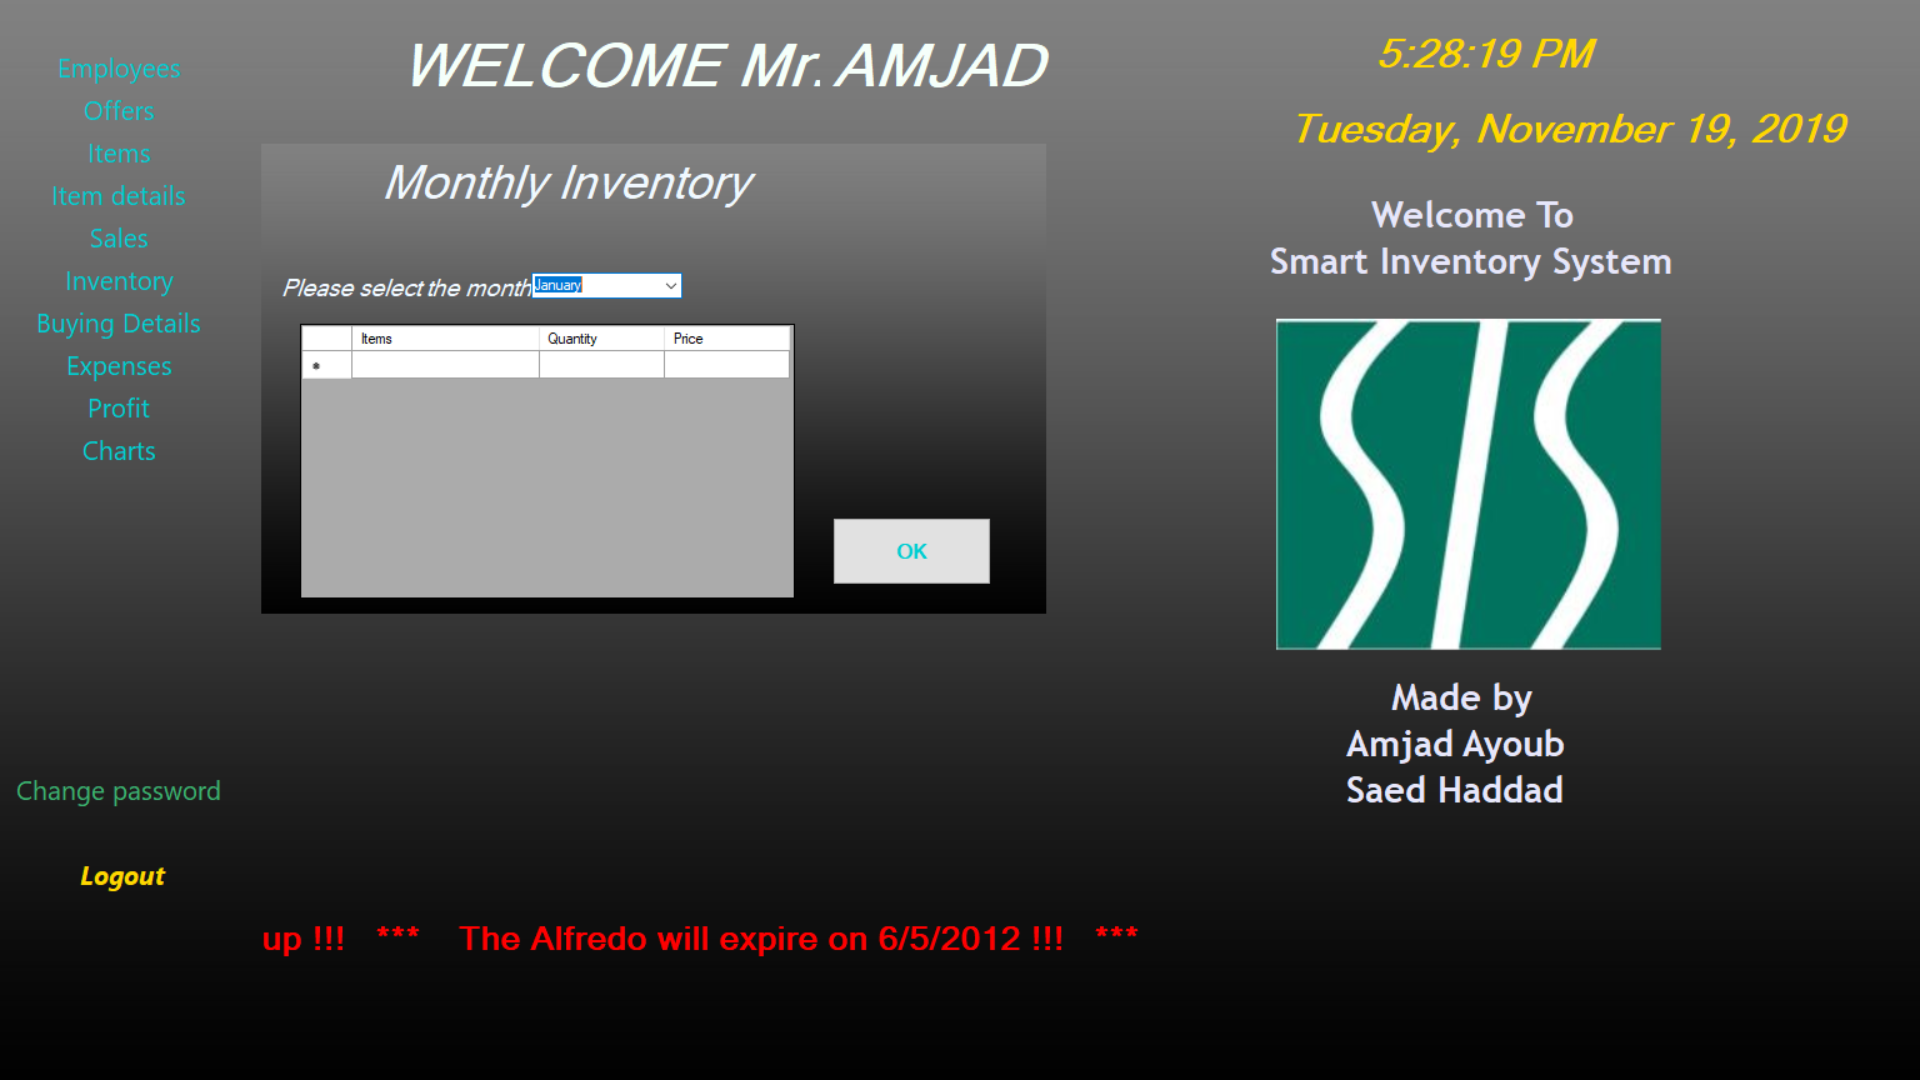 Employees
Offers
Items
Item details
Sales
Inventory
Buying Details
Expenses
Profit
Charts
Change password
Logout
WELCOME Mr. AMJAD
Monthly Inventory
Please select the month January
Items Quantity Price
*
OK
up !!! *** The Alfredo will expire on 6/5/2012 !!! ***
5:28:19 PM
Tuesday, November 19, 2019
Welcome To
Smart Inventory System
SIS
Made by
Amjad Ayoub
Saed Haddad